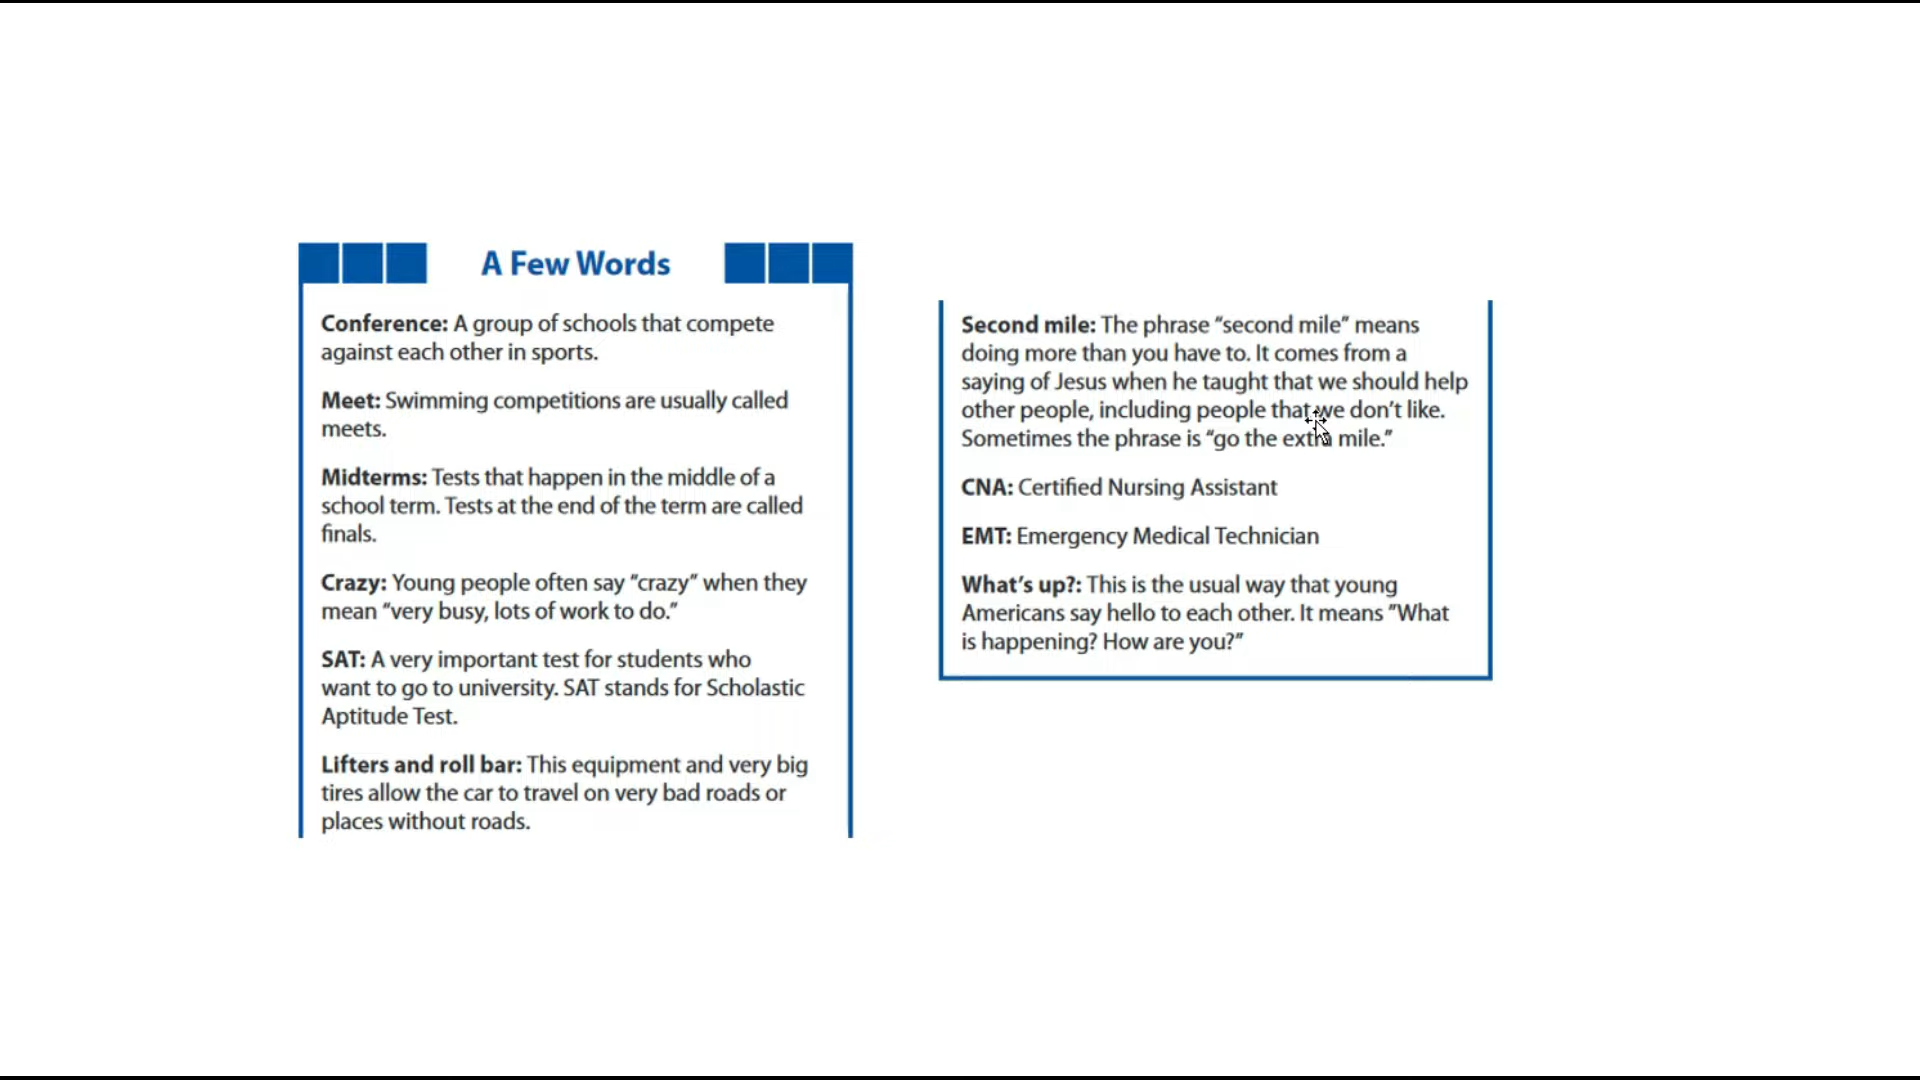 A Few Words
Conference: A group of schools that compete
against each other in sports.
Meet: Swimming competitions are usually called
meets.
Midterms: Tests that happen in the middle of a
school term. Tests at the end of the term are called
finals.
Crazy: Young people often say “crazy” when they
mean “very busy, lots of work to do.”
SAT: A very important test for students who
want to go to university. SAT stands for Scholastic
Aptitude Test.
Lifters and roll bar: This equipment and very big
tires allow the car to travel on very bad roads or
places without roads.
Second mile: The phrase “second mile” means
doing more than you have to. It comes from a
saying of Jesus when he taught that we should help
other people, including people that we don’t like.
Sometimes the phrase is “go the extra mile.”
CNA: Certified Nursing Assistant
EMT: Emergency Medical Technician
What’s up?: This is the usual way that young
Americans say hello to each other. It means ”What
is happening? How are you?”